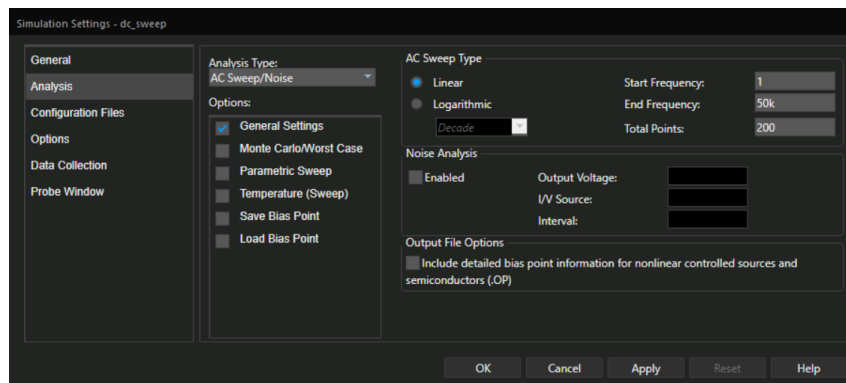 Simulation Settings - dc_sweep
General
Analysis
Configuration Files
Options
Data Collection
Probe Window
Analysis Type:
AC Sweep/Noise
Options:
General Settings
Monte Carlo/Worst Case
Parametric Sweep
Temperature (Sweep)
Save Bias Point
Load Bias Point
AC Sweep Type
Linear
Logarithmic
Decade
Start Frequency: 1
End Frequency: 50k
Total Points: 200
Noise Analysis
Enabled
Output Voltage:
I/V Source:
Interval:
Output File Options
Include detailed bias point information for nonlinear controlled sources and
semiconductors (.OP)
OK Cancel Apply Reset Help